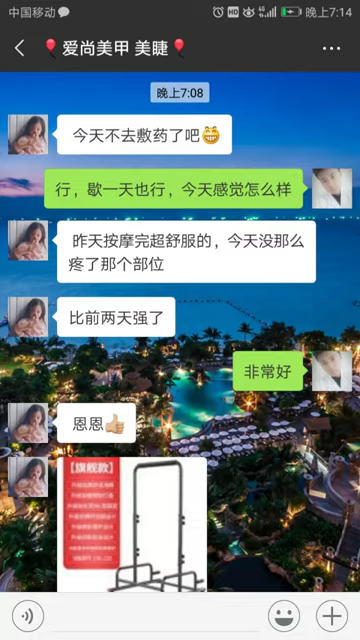 中国移动
HD
4G
晚上7:14
爱尚美甲 美睫
晚上7:08
今天不去敷药了吧
行，歇一天也行，今天感觉怎么样
昨天按摩完超舒服的，今天没那么
疼了那个部位
比前两天强了
非常好
恩恩
【旗舰款】